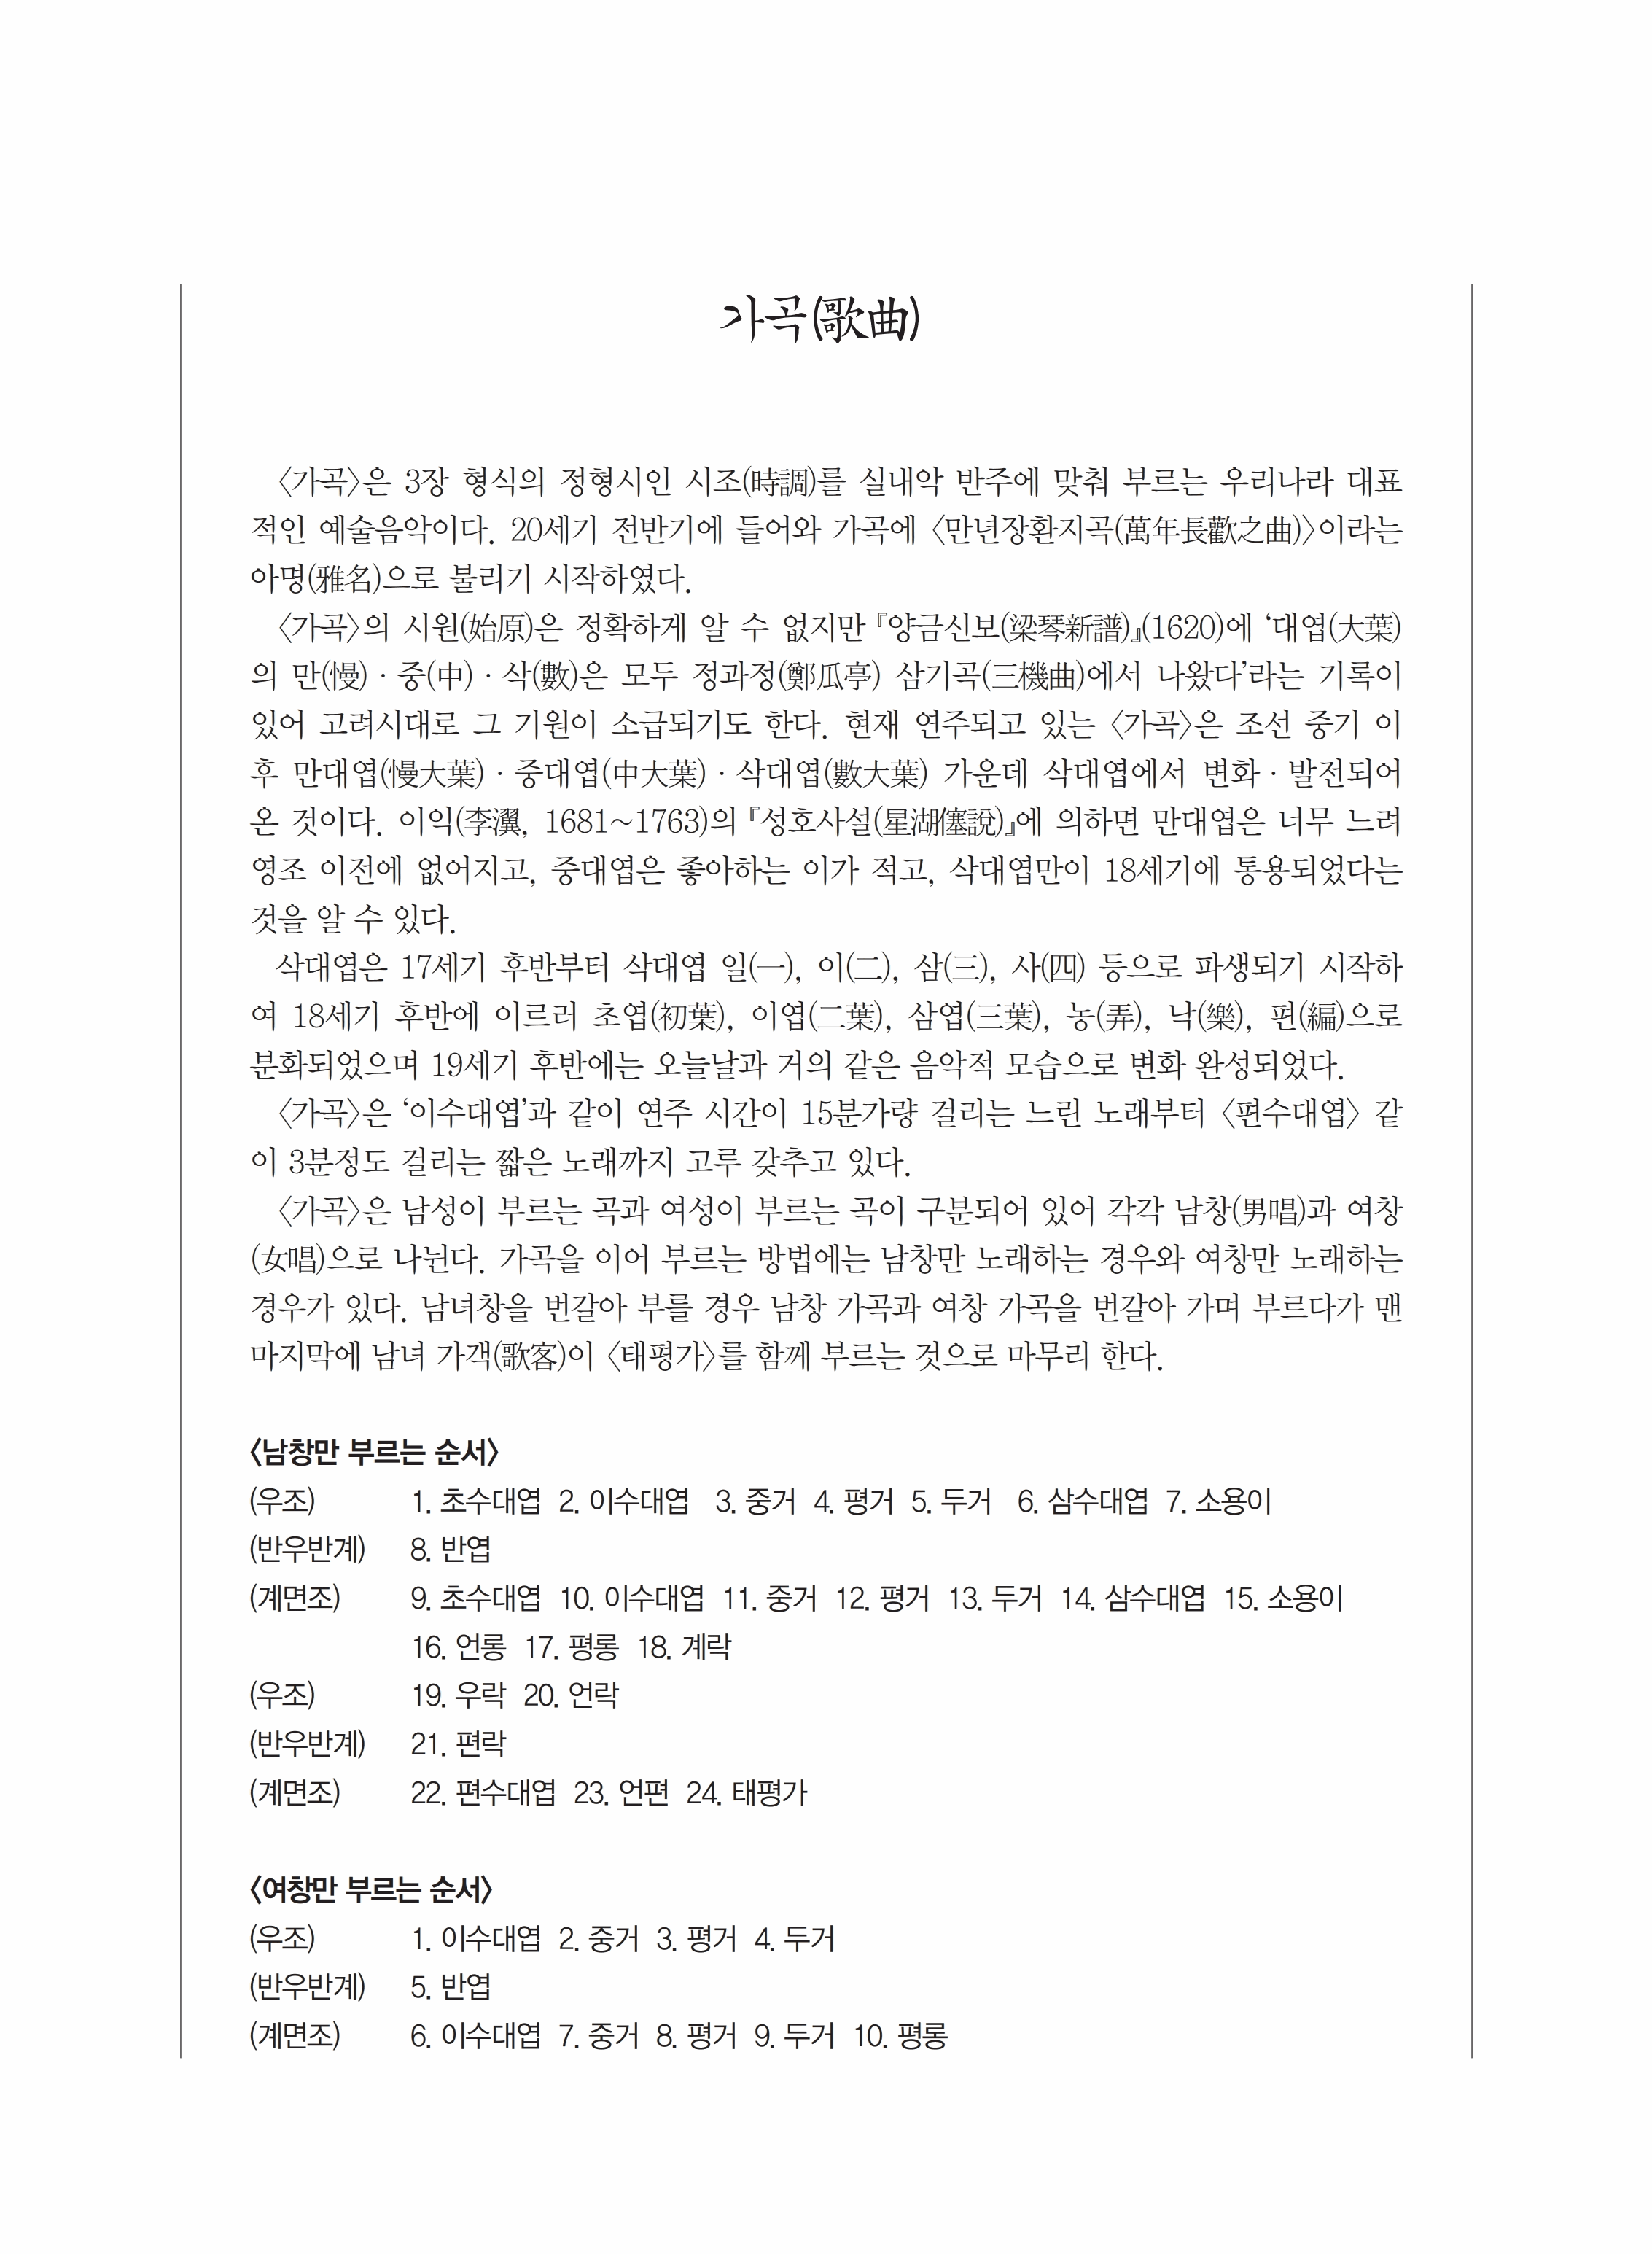 가곡(歌曲)
〈가곡〉은 3장 형식의 정형시인 시조(時調)를 실내악 반주에 맞춰 부르는 우리나라 대표
적인 예술음악이다. 20세기 전반기에 들어와 가곡에 〈만년장환지곡(萬年長歡之曲)〉이라는
아명(雅名)으로 불리기 시작하였다.
〈가곡〉의 시원(始原)은 정확하게 알 수 없지만 『양금신보(梁琴新譜)』(1620)에 ‘대엽(大葉)
의 만(慢) · 중(中) · 삭(數)은 모두 정과정(鄭瓜亭) 삼기곡(三機曲)에서 나왔다’라는 기록이
있어 고려시대로 그 기원이 소급되기도 한다. 현재 연주되고 있는 〈가곡〉은 조선 중기 이
후 만대엽(慢大葉) · 중대엽(中大葉) · 삭대엽(數大葉) 가운데 삭대엽에서 변화 · 발전되어
온 것이다. 이익(李瀷, 1681~1763)의 『성호사설(星湖僿說)』에 의하면 만대엽은 너무 느려
영조 이전에 없어지고, 중대엽은 좋아하는 이가 적고, 삭대엽만이 18세기에 통용되었다는
것을 알 수 있다.
삭대엽은 17세기 후반부터 삭대엽 일(一), 이(二), 삼(三), 사(四) 등으로 파생되기 시작하
여 18세기 후반에 이르러 초엽(初葉), 이엽(二葉), 삼엽(三葉), 농(弄), 낙(樂), 편(編)으로
분화되었으며 19세기 후반에는 오늘날과 거의 같은 음악적 모습으로 변화 완성되었다.
〈가곡〉은 ‘이수대엽’과 같이 연주 시간이 15분가량 걸리는 느린 노래부터 〈편수대엽〉 같
이 3분정도 걸리는 짧은 노래까지 고루 갖추고 있다.
〈가곡〉은 남성이 부르는 곡과 여성이 부르는 곡이 구분되어 있어 각각 남창(男唱)과 여창
(女唱)으로 나뉜다. 가곡을 이어 부르는 방법에는 남창만 노래하는 경우와 여창만 노래하는
경우가 있다. 남녀창을 번갈아 부를 경우 남창 가곡과 여창 가곡을 번갈아 가며 부르다가 맨
마지막에 남녀 가객(歌客)이 〈태평가〉를 함께 부르는 것으로 마무리 한다.
〈남창만 부르는 순서〉
(우조) 1. 초수대엽 2. 이수대엽 3. 중거 4. 평거 5. 두거 6. 삼수대엽 7. 소용이
(반우반계) 8. 반엽
(계면조) 9. 초수대엽 10. 이수대엽 11. 중거 12. 평거 13. 두거 14. 삼수대엽 15. 소용이
16. 언롱 17. 평롱 18. 계락
(우조) 19. 우락 20. 언락
(반우반계) 21. 편락
(계면조) 22. 편수대엽 23. 언편 24. 태평가
〈여창만 부르는 순서〉
(우조) 1. 이수대엽 2. 중거 3. 평거 4. 두거
(반우반계) 5. 반엽
(계면조) 6. 이수대엽 7. 중거 8. 평거 9. 두거 10. 평롱